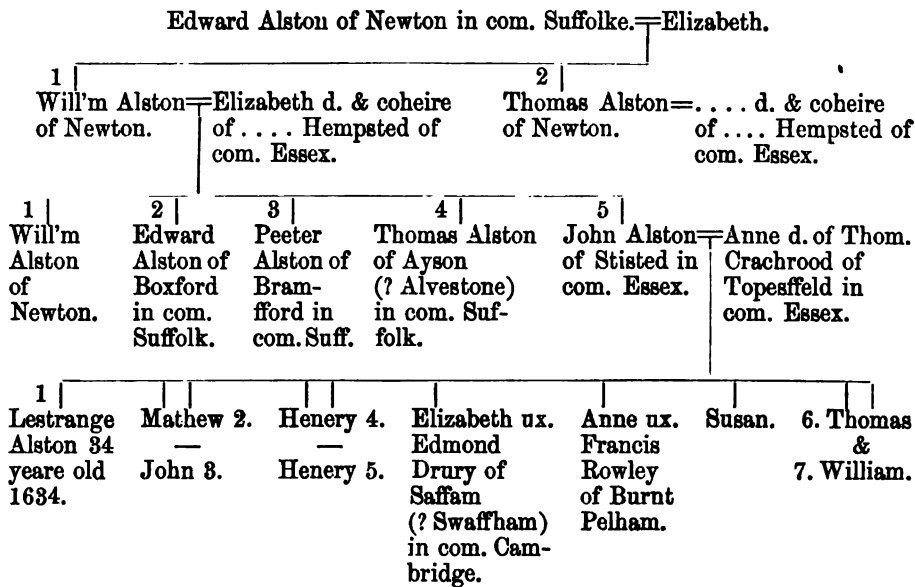 Edward Alston of Newton in com. Suffolke.=Elizabeth.
1
Will'm Alston=Elizabeth d. & coheire
of Newton.
of .... Hempsted of
com. Essex.
2
Thomas Alston=.... d. & coheire
of Newton.
of .... Hempsted of
com. Essex.
1
Will'm
Alston
of
Newton.
2
Edward
Alston of
Boxford
in com.
Suffolk.
3
Peeter
Alston of
Bram-
fford in
com. Suff.
4
Thomas Alston
of Ayson
(? Alvestone)
in com. Suf-
folk.
5
John Alston=Anne d. of Thom.
of Stisted in
com. Essex.
Crachrood of
Topesffeld in
com. Essex.
1
Lestrange
Alston 34
yeare old
1634.
Mathew 2.
—
John 3.
Henery 4.
—
Henery 5.
Elizabeth ux.
Edmond
Drury of
Saffam
(? Swaffham)
in com. Cam-
bridge.
Anne ux.
Francis
Rowley
of Burnt
Pelham.
Susan.
6. Thomas
&
7. William.